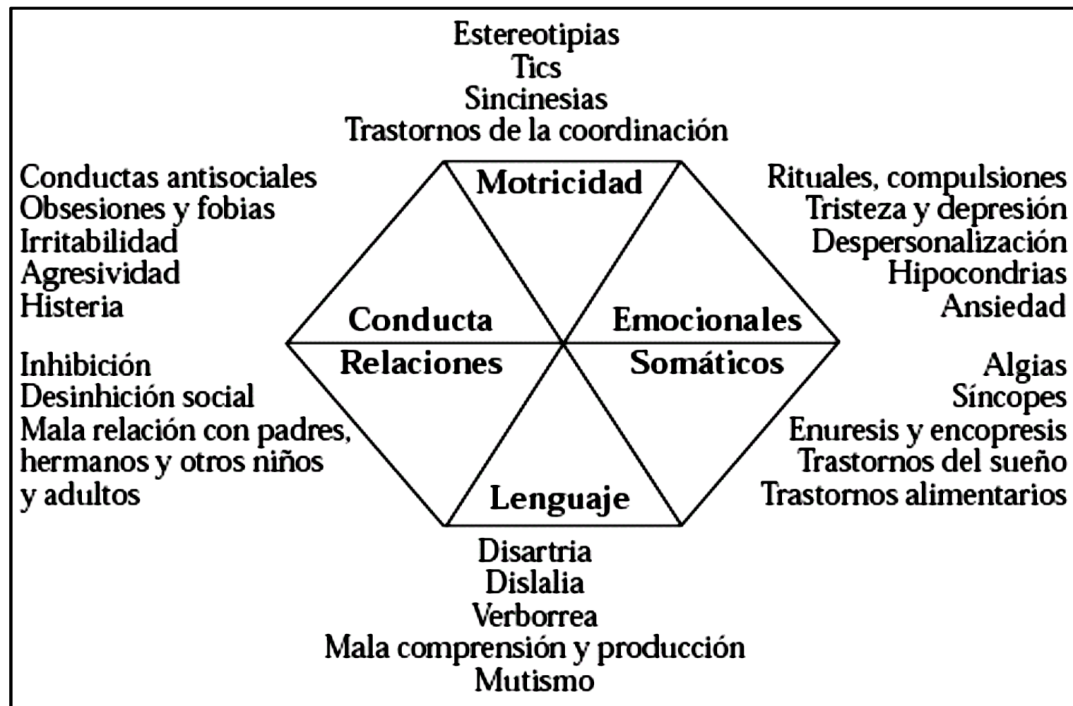 Estereotipias
Tics
Sincinesias
Trastornos de la coordinación
Motricidad
Conductas antisociales
Obsesiones y fobias
Irritabilidad
Agresividad
Histeria
Conducta
Rituales, compulsiones
Tristeza y depresión
Despersonalización
Hipocondrias
Ansiedad
Emocionales
Relaciones
Inhibición
Desinhición social
Mala relación con padres,
hermanos y otros niños
y adultos
Somáticos
Algias
Síncopes
Enuresis y encopresis
Trastornos del sueño
Trastornos alimentarios
Lenguaje
Disartria
Dislalia
Verborrea
Mala comprensión y producción
Mutismo